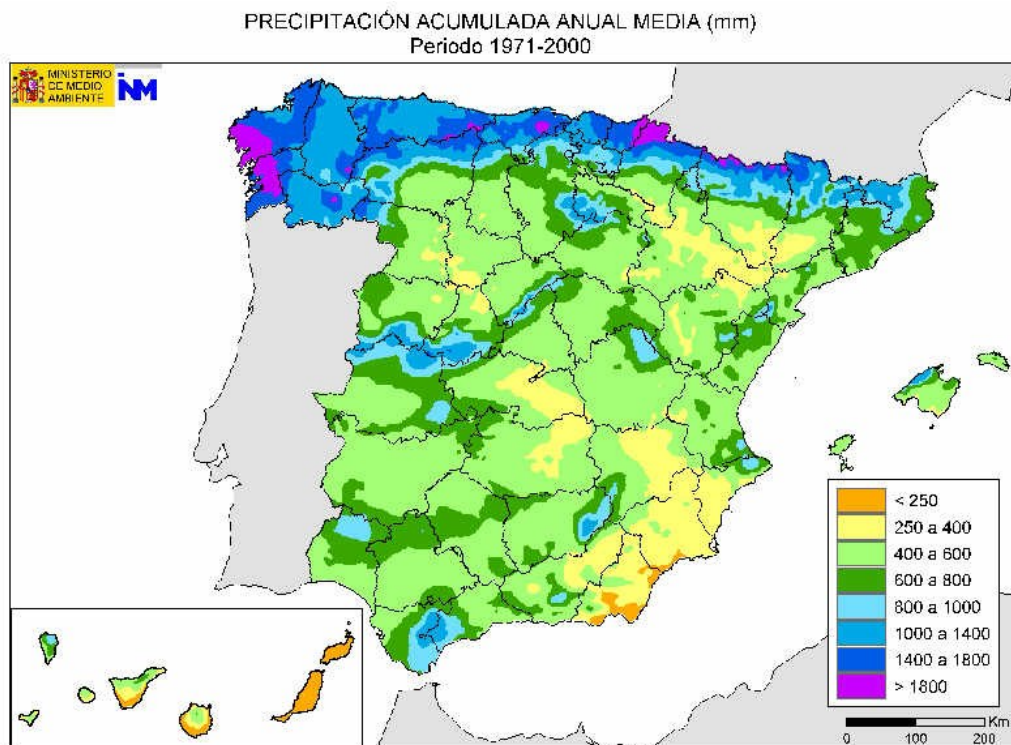 PRECIPITACIÓN ACUMULADA ANUAL MEDIA (mm)
Periodo 1971-2000
MINISTERIO
DE MEDIO
AMBIENTE
INM
< 250
250 a 400
400 a 600
600 a 800
800 a 1000
1000 a 1400
1400 a 1800
> 1800
Km
0 100 200